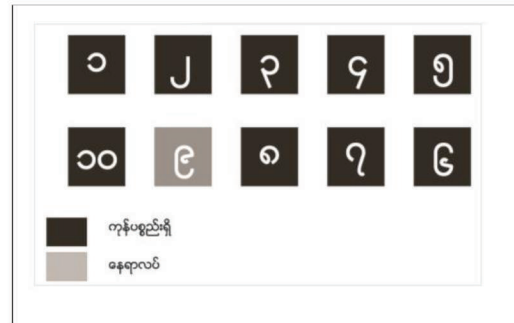 ၁ ၂ ၃ ၄ ၅
၁၀ ၉ ၈ ၇ ၆
ကုန်ပစ္စည်းရှိ
နေရာလပ်